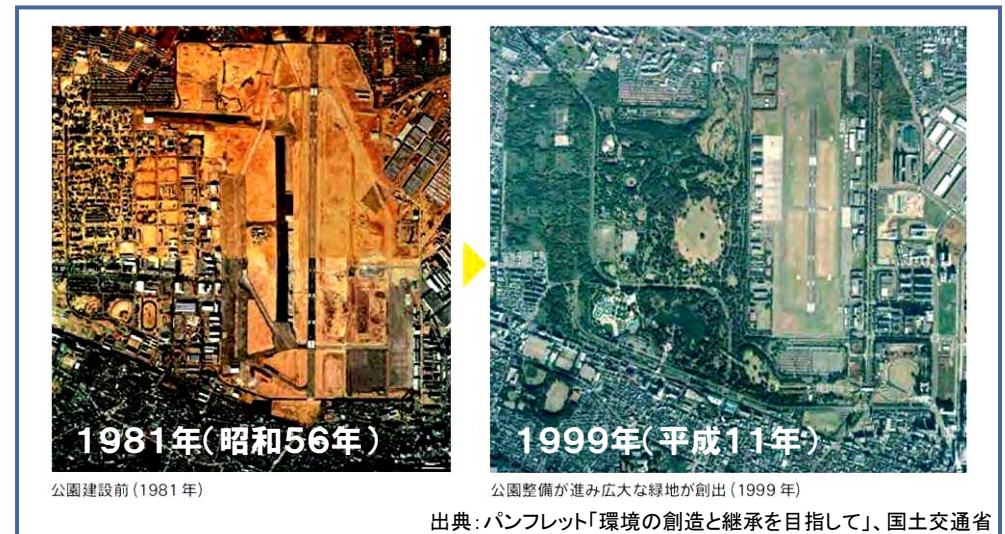 1981年(昭和56年)
1999年(平成11年)
公園建設前(1981年)
公園整備が進み広大な緑地が創出(1999年)
出典:パンフレット「環境の創造と継承を目指して」、国土交通省